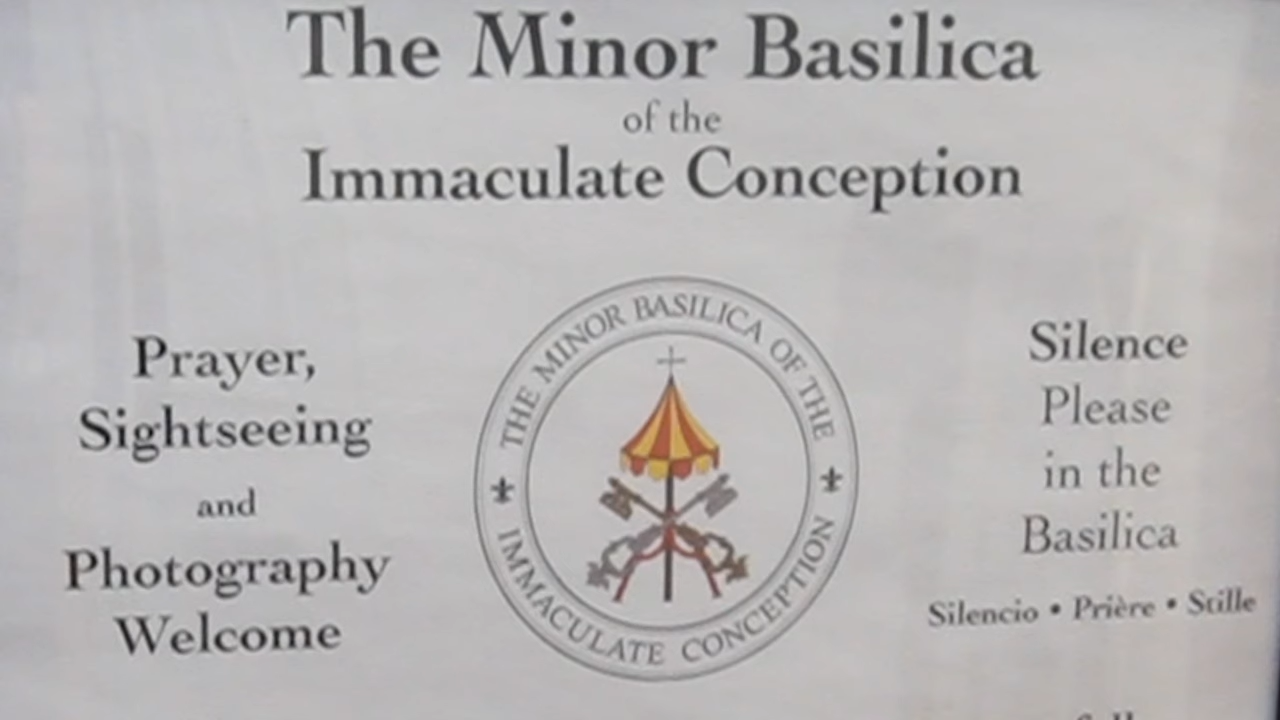 The Minor Basilica
of the
Immaculate Conception
Prayer,
Sightseeing
and
Photography
Welcome
THE MINOR BASILICA OF THE
IMMACULATE CONCEPTION
Silence
Please
in the
Basilica
Silencio • Prière • Stille